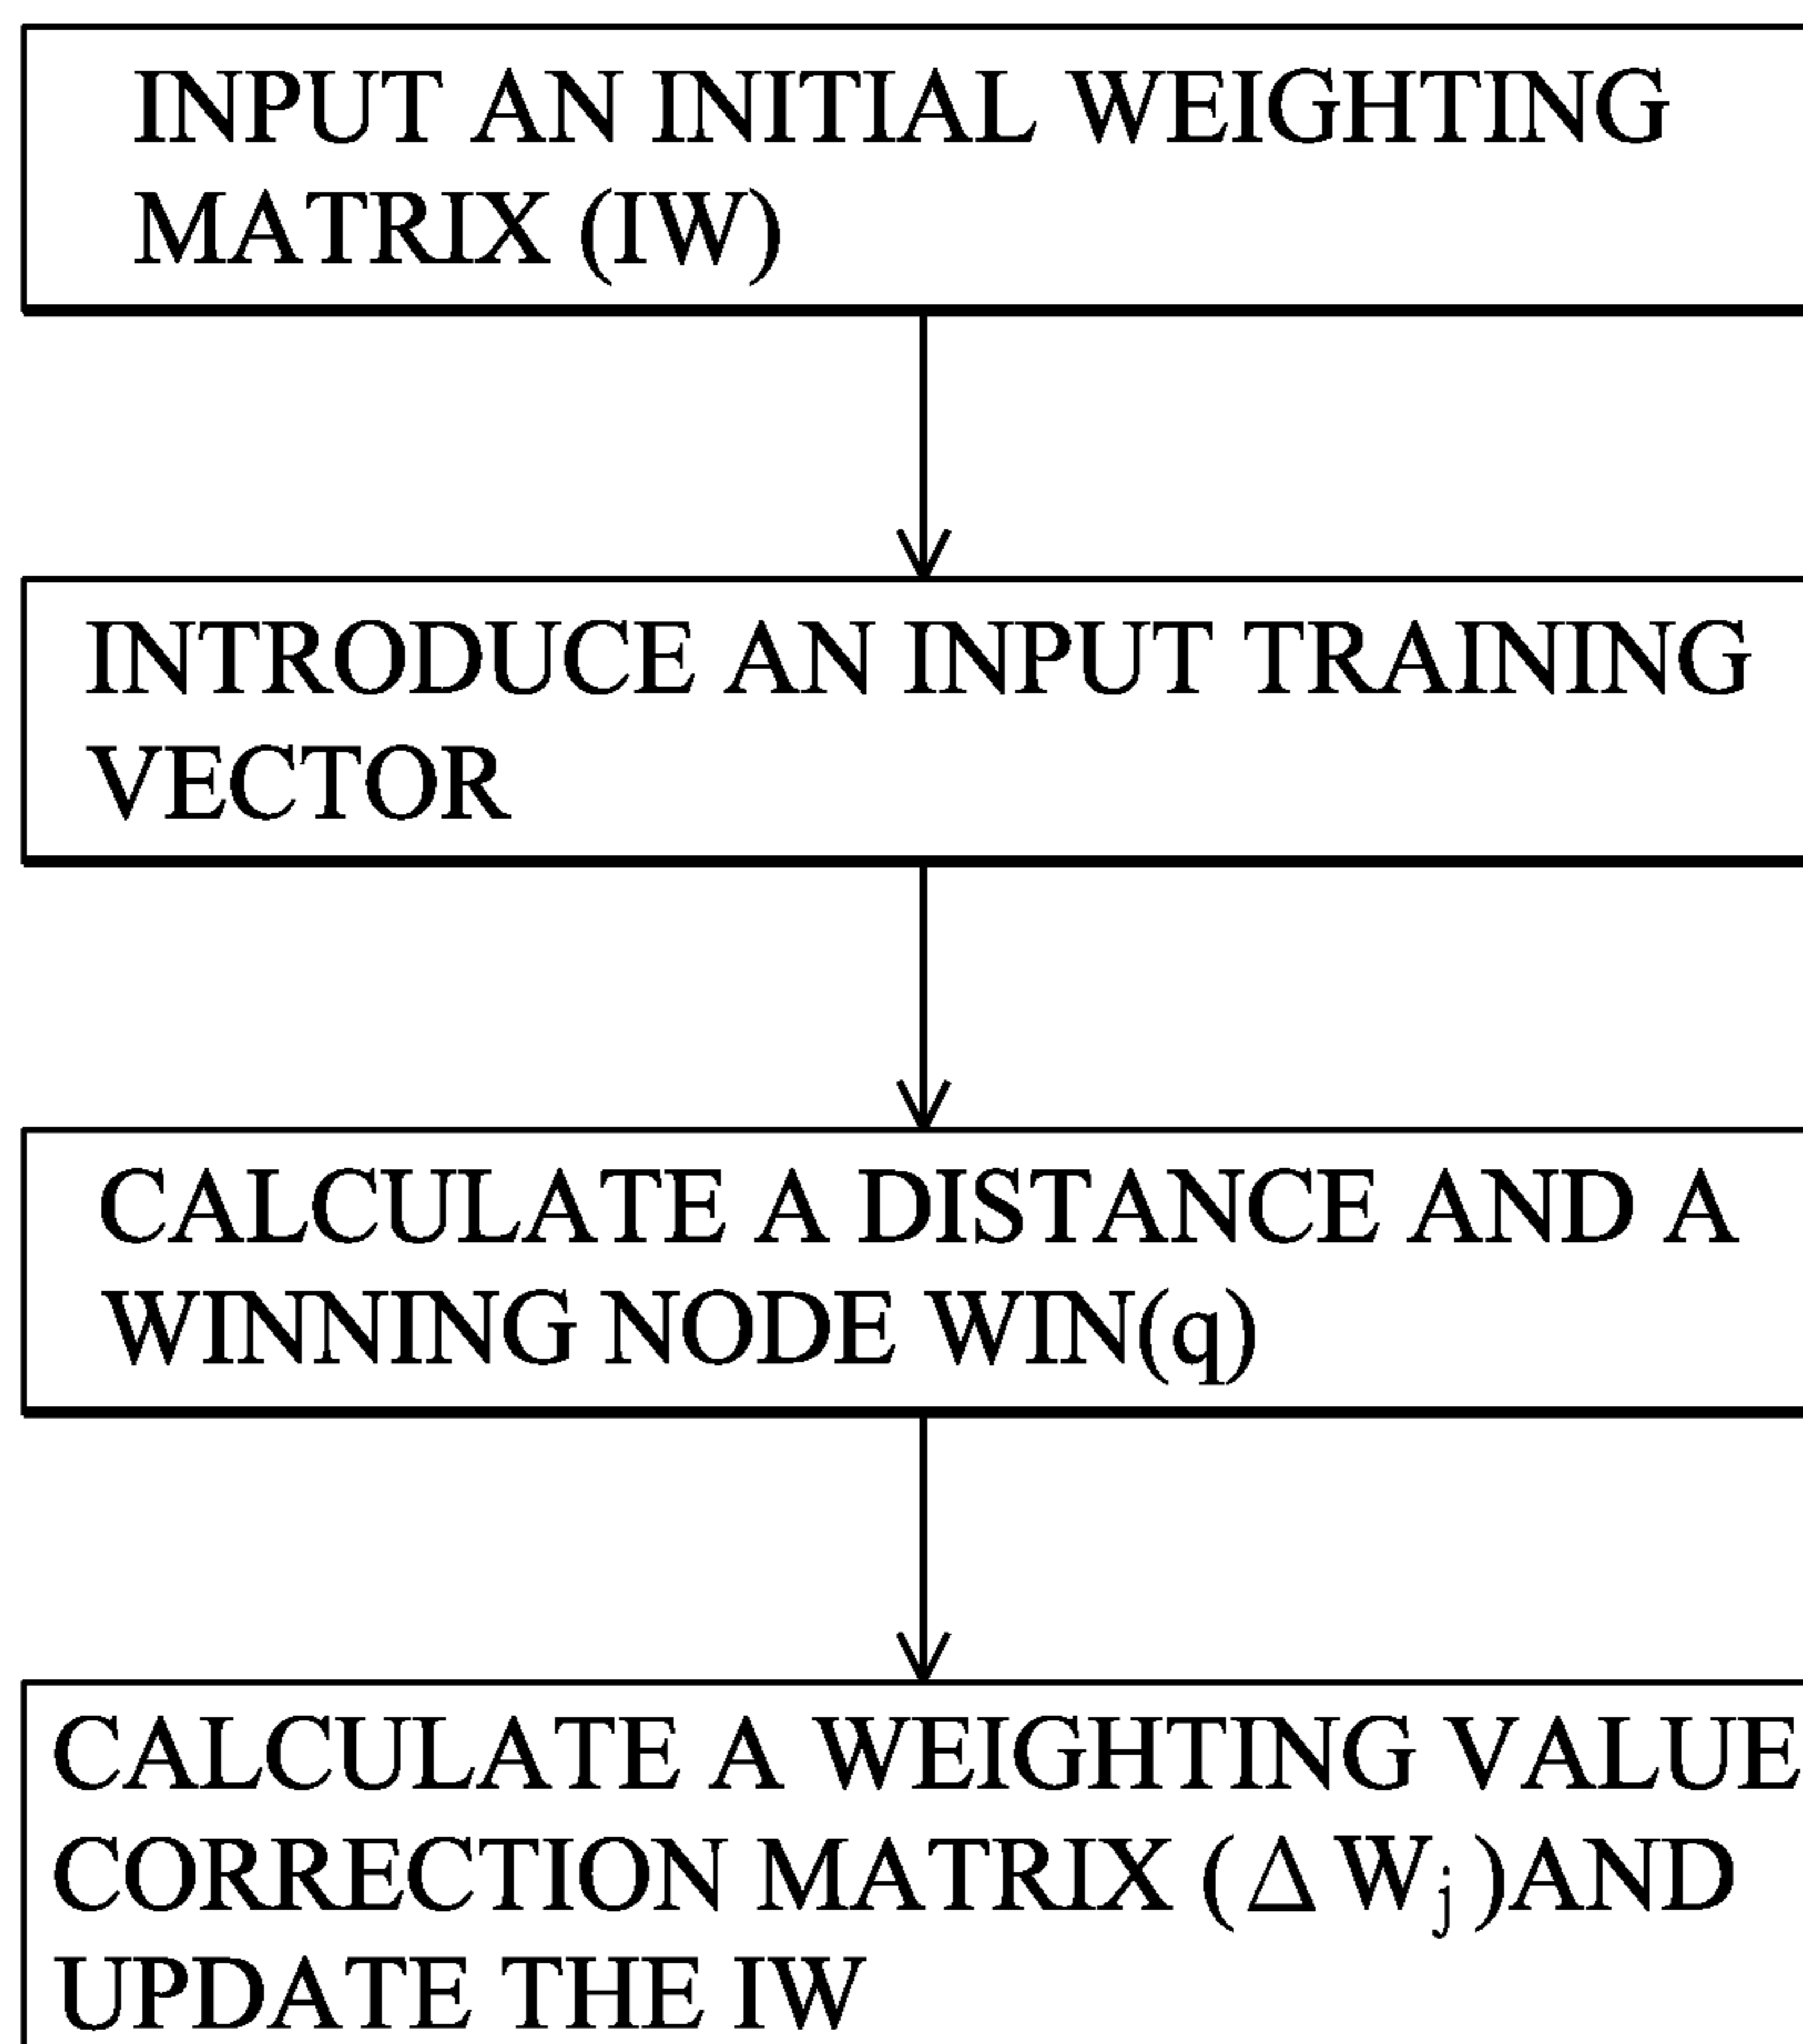 INPUT AN INITIAL WEIGHTING
MATRIX (IW)
INTRODUCE AN INPUT TRAINING
VECTOR
CALCULATE A DISTANCE AND A
WINNING NODE WIN(q)
CALCULATE A WEIGHTING VALUE
CORRECTION MATRIX (Δ Wj)AND
UPDATE THE IW